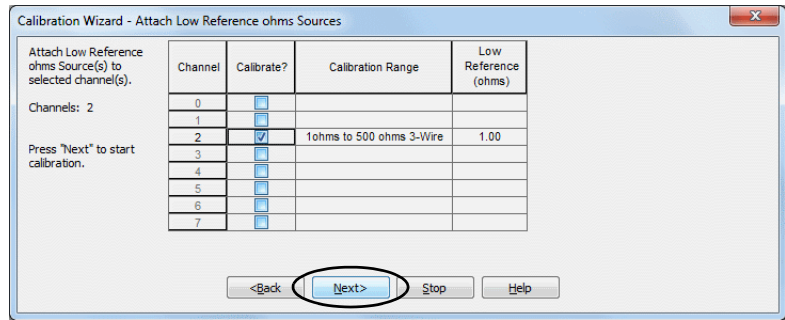 Calibration Wizard - Attach Low Reference ohms Sources
Attach Low Reference
ohms Source(s) to
selected channel(s).
Channels: 2
Press "Next" to start
calibration.
Channel Calibrate? Calibration Range Low Reference (ohms)
0
1
2 1ohms to 500 ohms 3-Wire 1.00
3
4
5
6
7
<Back Next> Stop Help